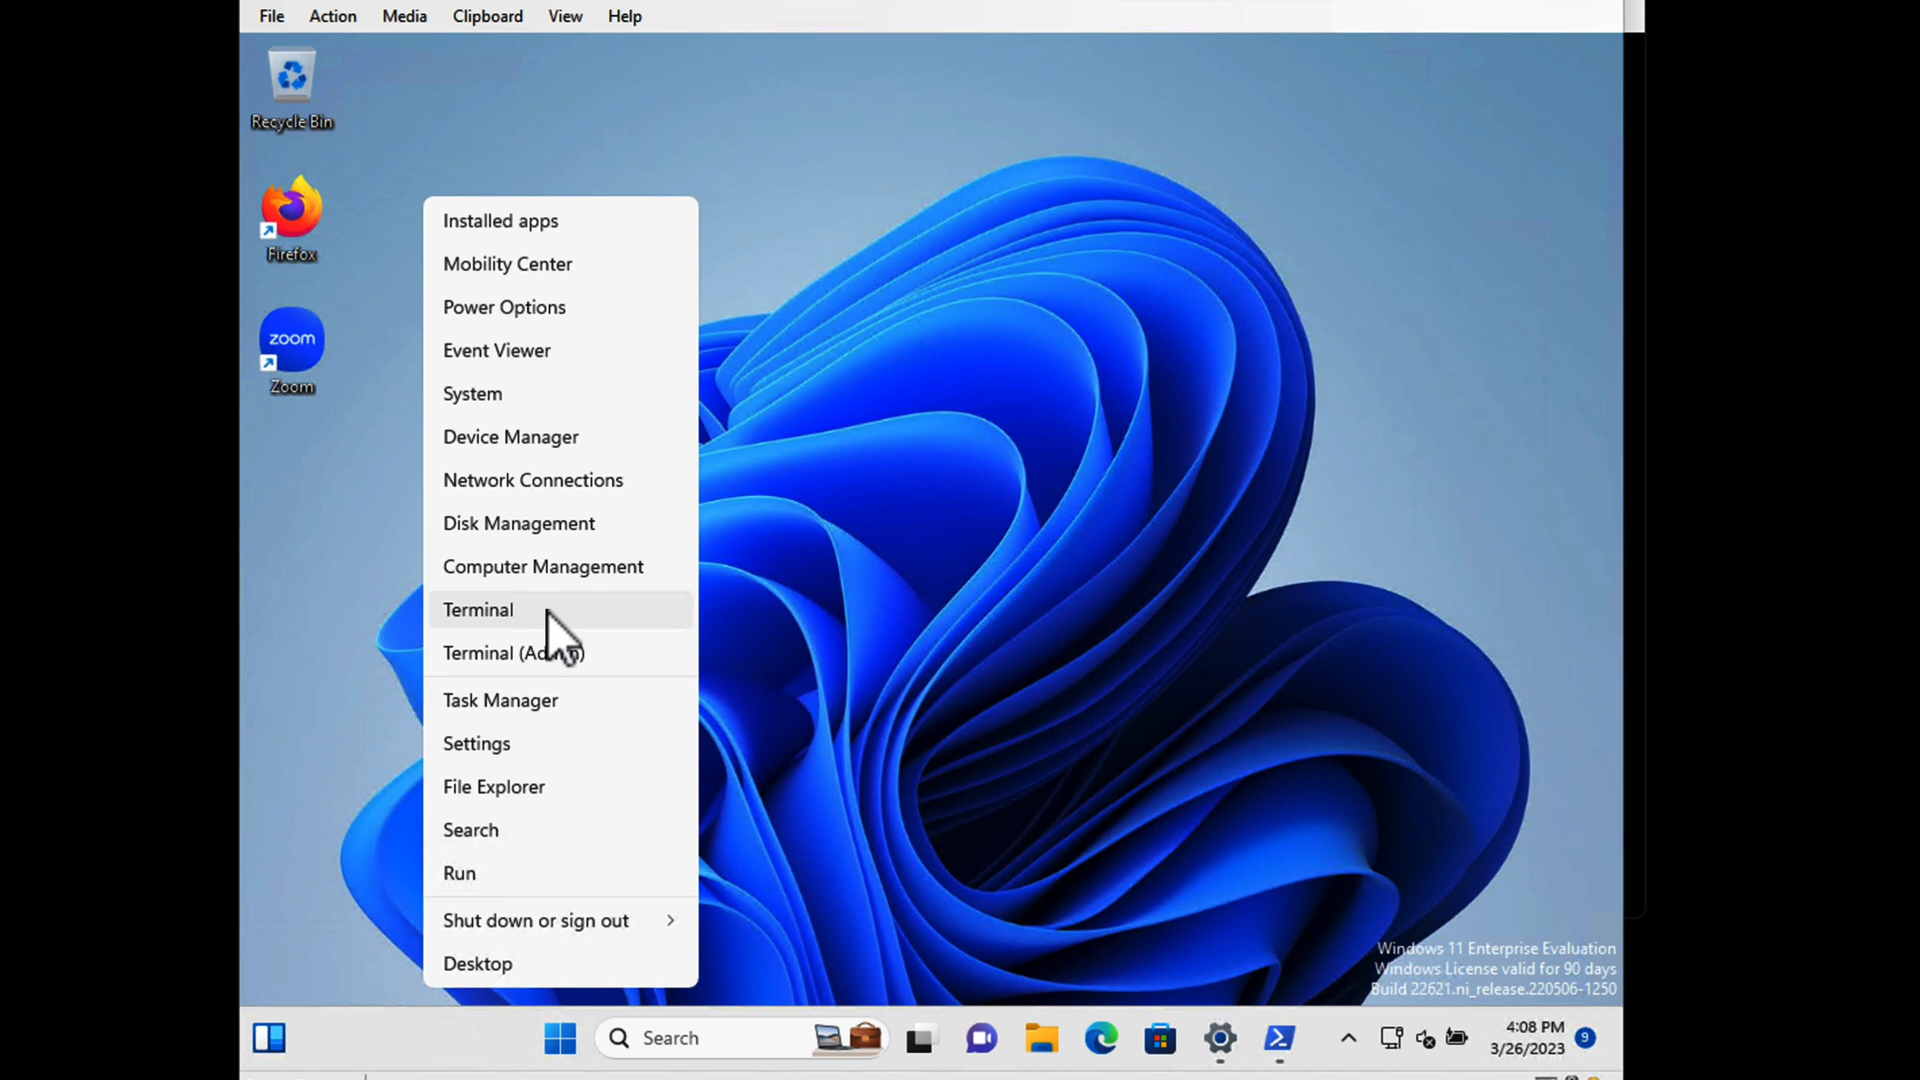 File Action Media Clipboard View Help
Recycle Bin
Firefox
zoom
Zoom
Installed apps
Mobility Center
Power Options
Event Viewer
System
Device Manager
Network Connections
Disk Management
Computer Management
Terminal
Terminal (Admin)
Task Manager
Settings
File Explorer
Search
Run
Shut down or sign out
Desktop
Windows 11 Enterprise Evaluation
Windows License valid for 90 days
Build 22621.ni_release.220506-1250
Search
4:08 PM
3/26/2023
9